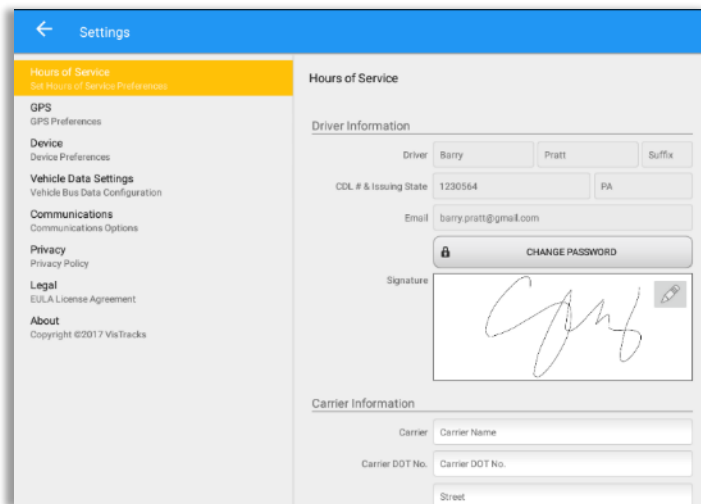 Settings
Hours of Service
Set Hours of Service Preferences
GPS
GPS Preferences
Device
Device Preferences
Vehicle Data Settings
Vehicle Bus Data Configuration
Communications
Communications Options
Privacy
Privacy Policy
Legal
EULA License Agreement
About
Copyright ©2017 VisTracks
Hours of Service
Driver Information
Driver Barry Pratt Suffix
CDL # & Issuing State 1230564 PA
Email barry.pratt@gmail.com
CHANGE PASSWORD
Signature
Carrier Information
Carrier Carrier Name
Carrier DOT No. Carrier DOT No.
Street